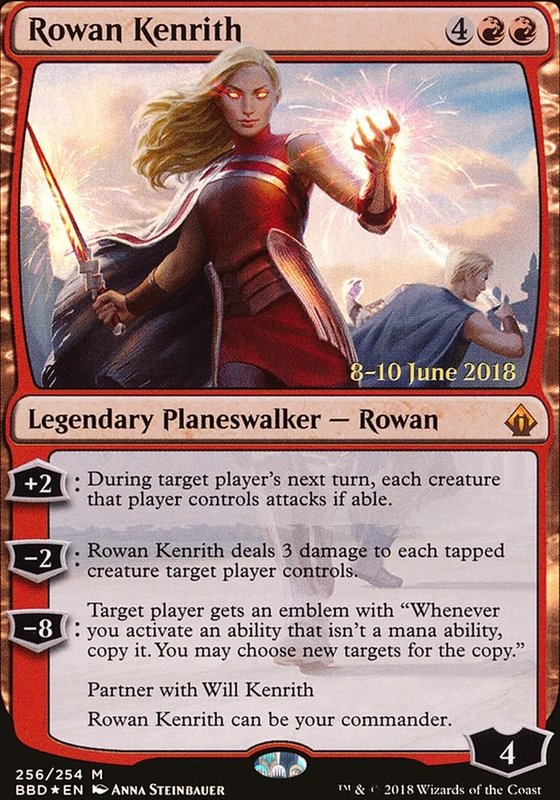 Rowan Kenrith 4
8–10 June 2018
Legendary Planeswalker — Rowan
+2 : During target player's next turn, each creature
that player controls attacks if able.
−2 : Rowan Kenrith deals 3 damage to each tapped
creature target player controls.
−8 : Target player gets an emblem with “Whenever
you activate an ability that isn't a mana ability,
copy it. You may choose new targets for the copy.”
Partner with Will Kenrith
Rowan Kenrith can be your commander.
4
256/254 M
BBD★EN Anna Steinbauer
™ & © 2018 Wizards of the Coast